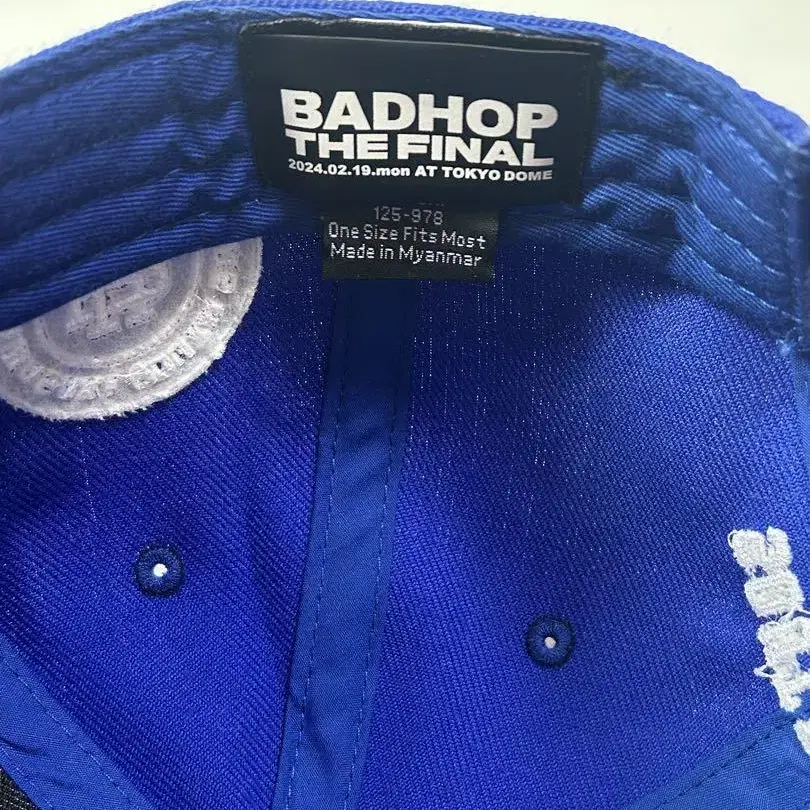 BADHOP
THE FINAL
2024.02.19.mon AT TOKYO DOME
125-978
One Size Fits Most
Made in Myanmar